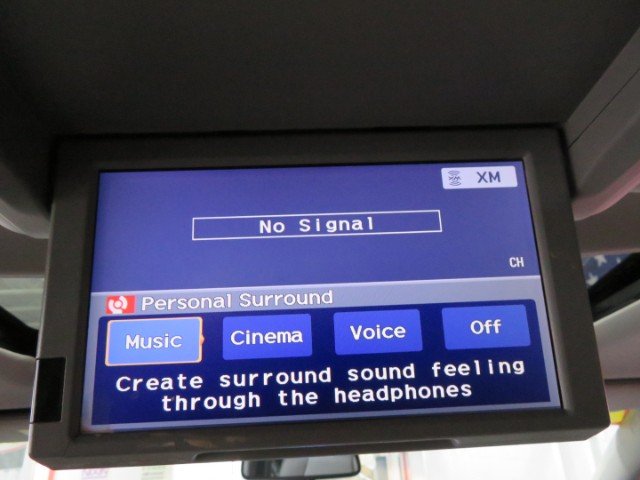 XM
No Signal
CH
Personal Surround
Music Cinema Voice Off
Create surround sound feeling
through the headphones